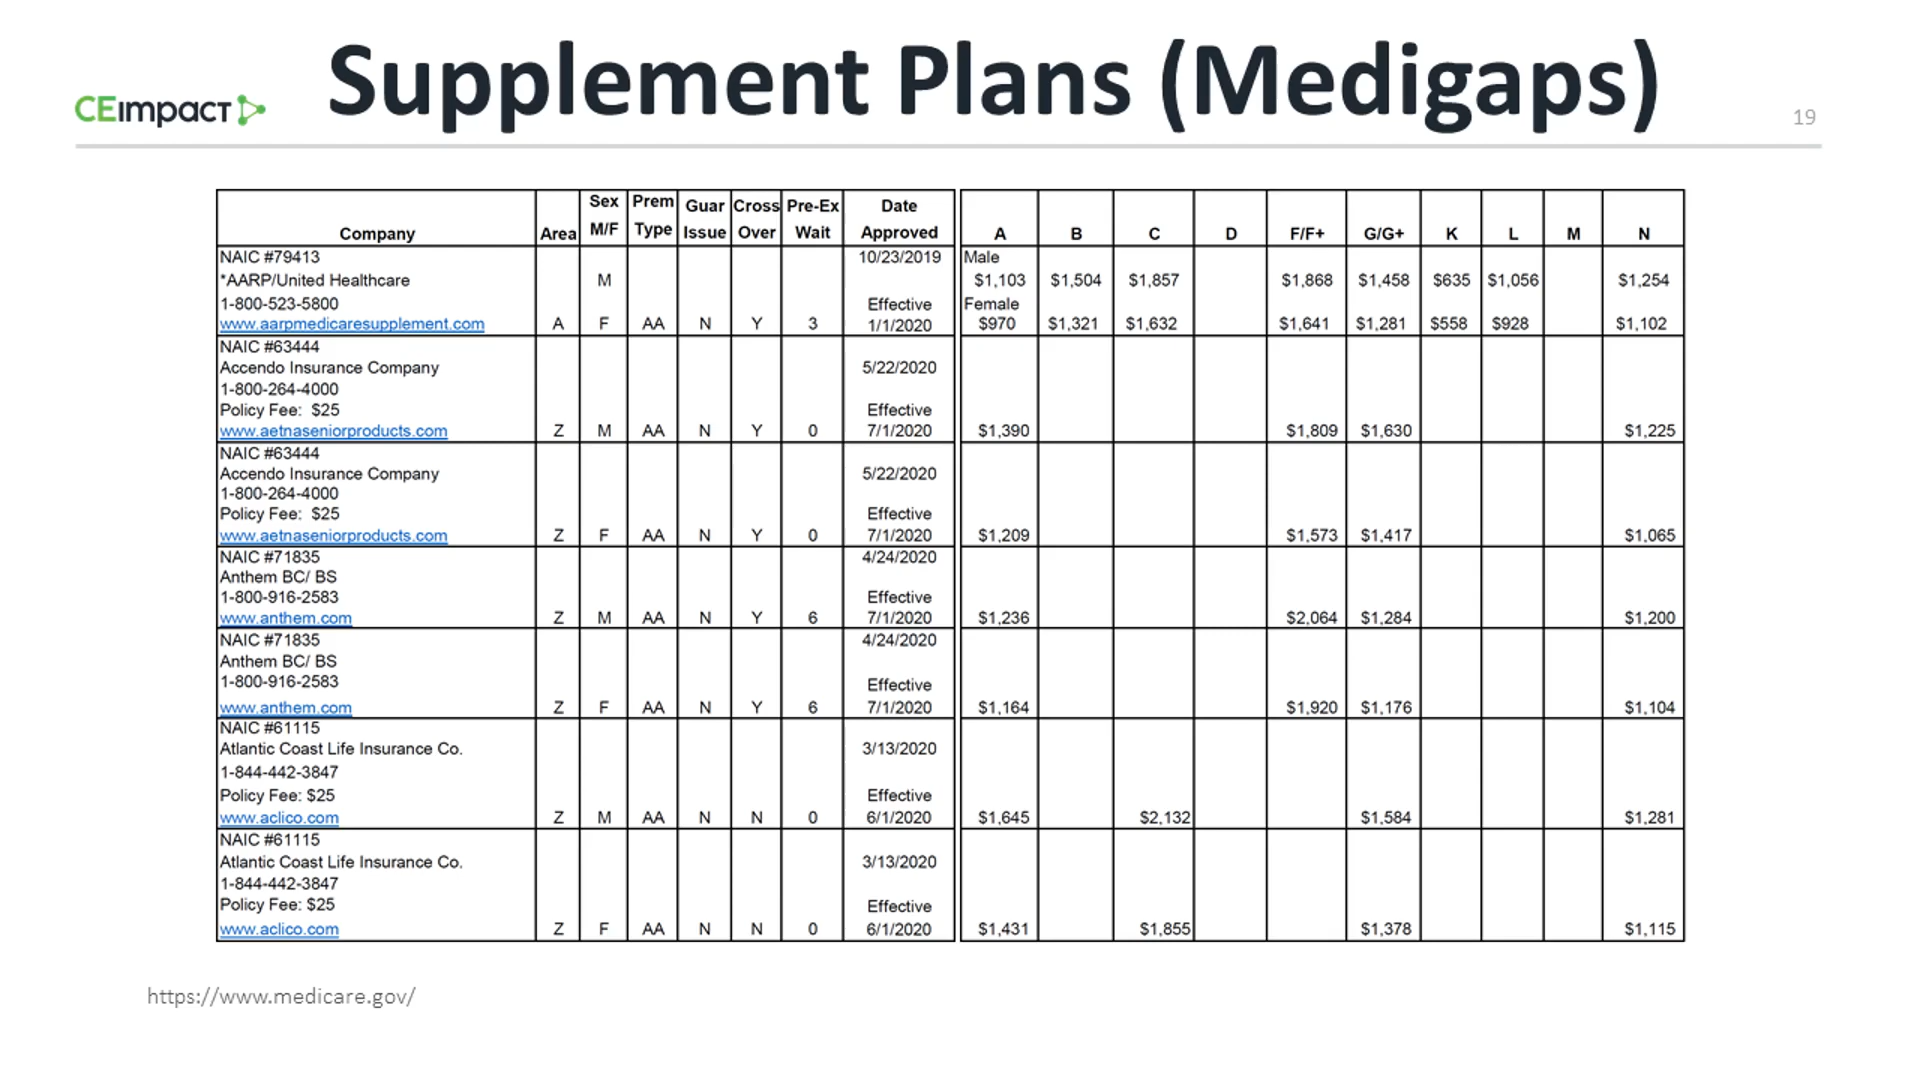 CEimpact
Supplement Plans (Medigaps)
19
Company Area Sex M/F Prem Type Guar Issue Cross Over Pre-Ex Wait Date Approved A B C D F/F+ G/G+ K L M N
NAIC #79413 10/23/2019 Male
*AARP/United Healthcare M $1,103 $1,504 $1,857 $1,868 $1,458 $635 $1,056 $1,254
1-800-523-5800 Effective Female
www.aarpmedicaresupplement.com A F AA N Y 3 1/1/2020 $970 $1,321 $1,632 $1,641 $1,281 $558 $928 $1,102
NAIC #63444
Accendo Insurance Company 5/22/2020
1-800-264-4000
Policy Fee: $25 Effective
www.aetnaseniorproducts.com Z M AA N Y 0 7/1/2020 $1,390 $1,809 $1,630 $1,225
NAIC #63444
Accendo Insurance Company 5/22/2020
1-800-264-4000
Policy Fee: $25 Effective
www.aetnaseniorproducts.com Z F AA N Y 0 7/1/2020 $1,209 $1,573 $1,417 $1,065
NAIC #71835 4/24/2020
Anthem BC/ BS
1-800-916-2583 Effective
www.anthem.com Z M AA N Y 6 7/1/2020 $1,236 $2,064 $1,284 $1,200
NAIC #71835 4/24/2020
Anthem BC/ BS
1-800-916-2583 Effective
www.anthem.com Z F AA N Y 6 7/1/2020 $1,164 $1,920 $1,176 $1,104
NAIC #61115
Atlantic Coast Life Insurance Co. 3/13/2020
1-844-442-3847
Policy Fee: $25 Effective
www.aclico.com Z M AA N N 0 6/1/2020 $1,645 $2,132 $1,584 $1,281
NAIC #61115
Atlantic Coast Life Insurance Co. 3/13/2020
1-844-442-3847
Policy Fee: $25 Effective
www.aclico.com Z F AA N N 0 6/1/2020 $1,431 $1,855 $1,378 $1,115
https://www.medicare.gov/